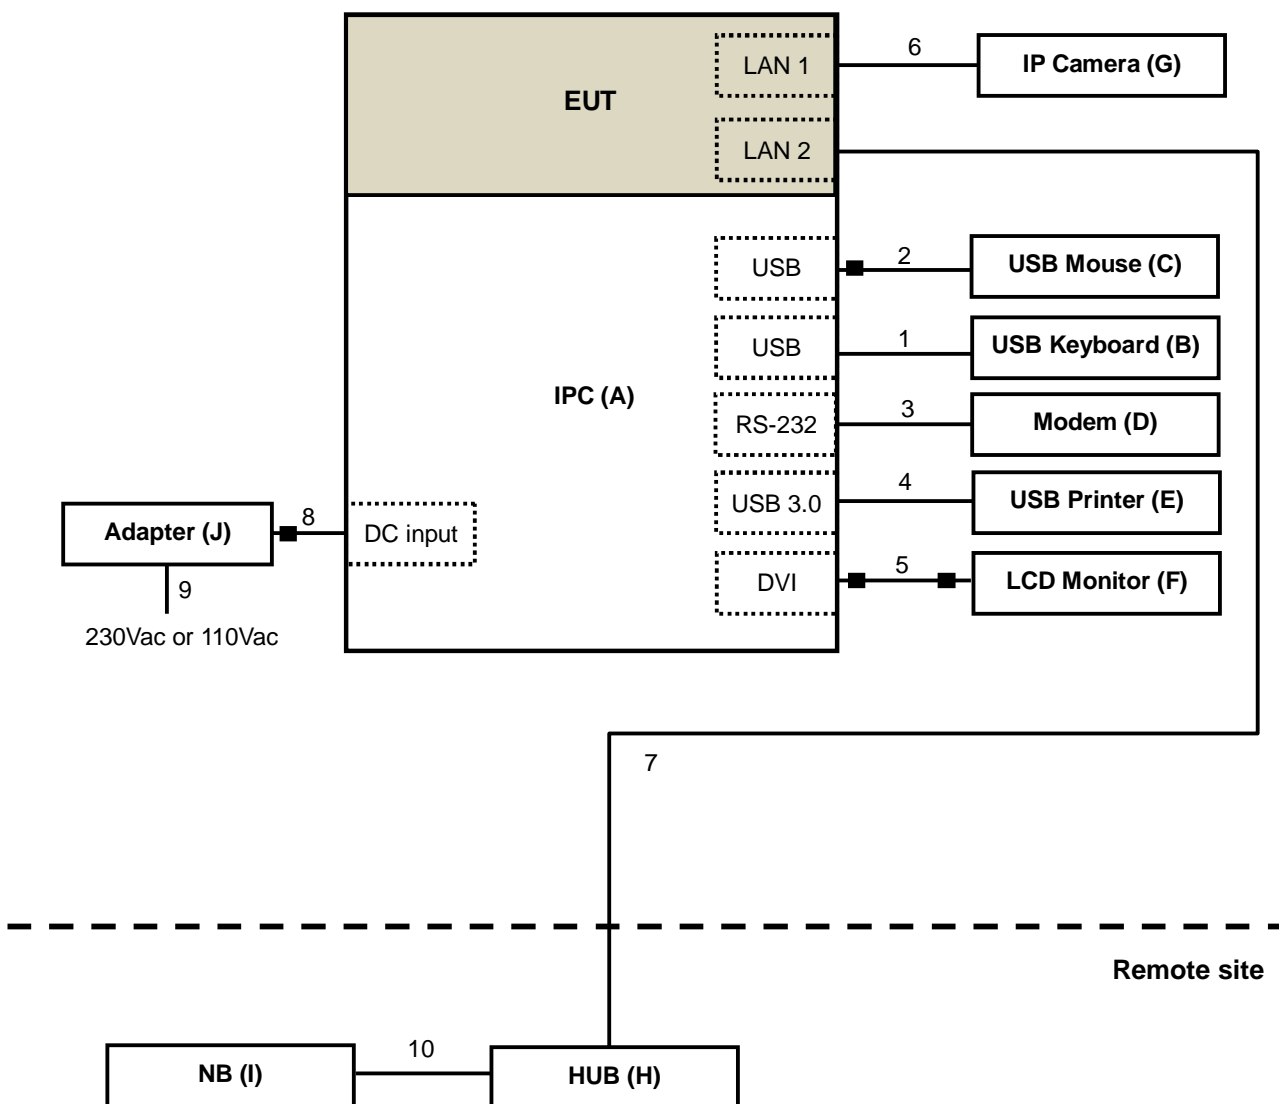 LAN 1
6
IP Camera (G)
EUT
LAN 2
USB
2
USB Mouse (C)
USB
1
USB Keyboard (B)
IPC (A)
RS-232
3
Modem (D)
USB 3.0
4
USB Printer (E)
Adapter (J)
8
DC input
DVI
5
LCD Monitor (F)
9
230Vac or 110Vac
7
Remote site
NB (I)
10
HUB (H)